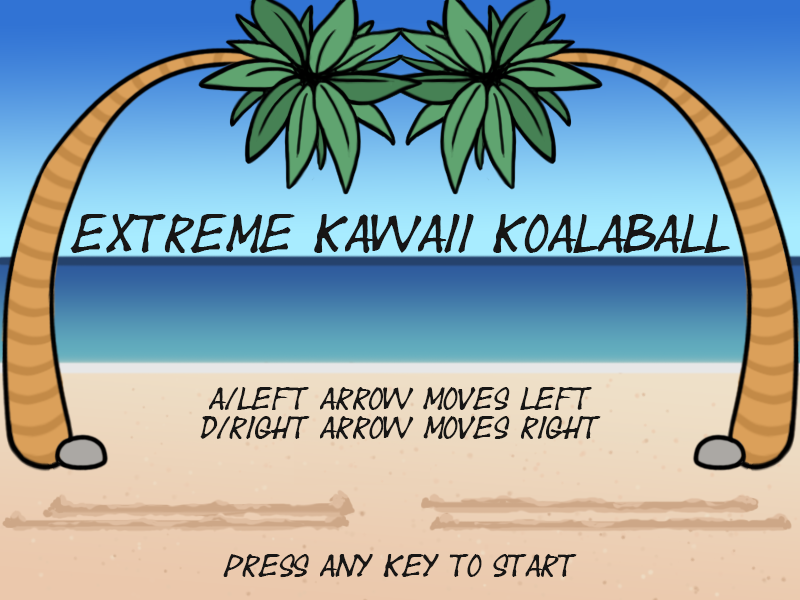 EXTREME KAWAII KOALABALL
A/LEFT ARROW MOVES LEFT
D/RIGHT ARROW MOVES RIGHT
PRESS ANY KEY TO START